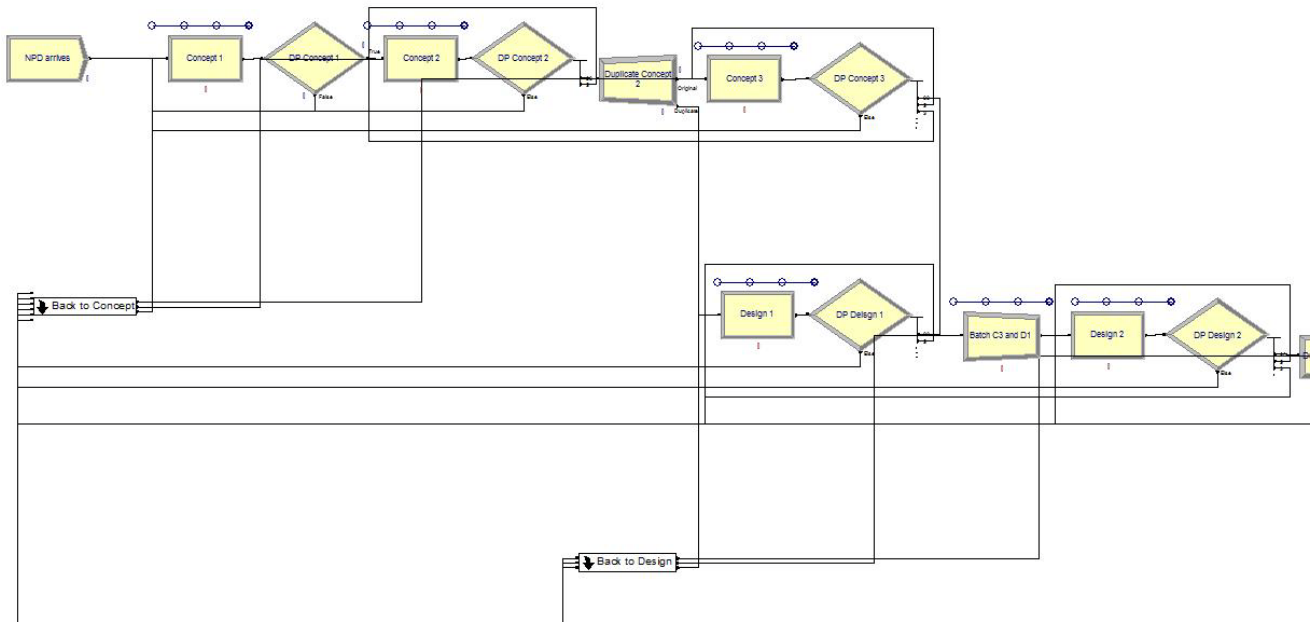 NPD arrives
Concept 1
DP Concept 1
True
False
Concept 2
DP Concept 2
Else
Duplicate Concept
2
Original
Duplicate
Concept 3
DP Concept 3
Else
Back to Concept
Design 1
DP Deisgn 1
Else
Batch C3 and D1
Design 2
DP Design 2
Else
Back to Design